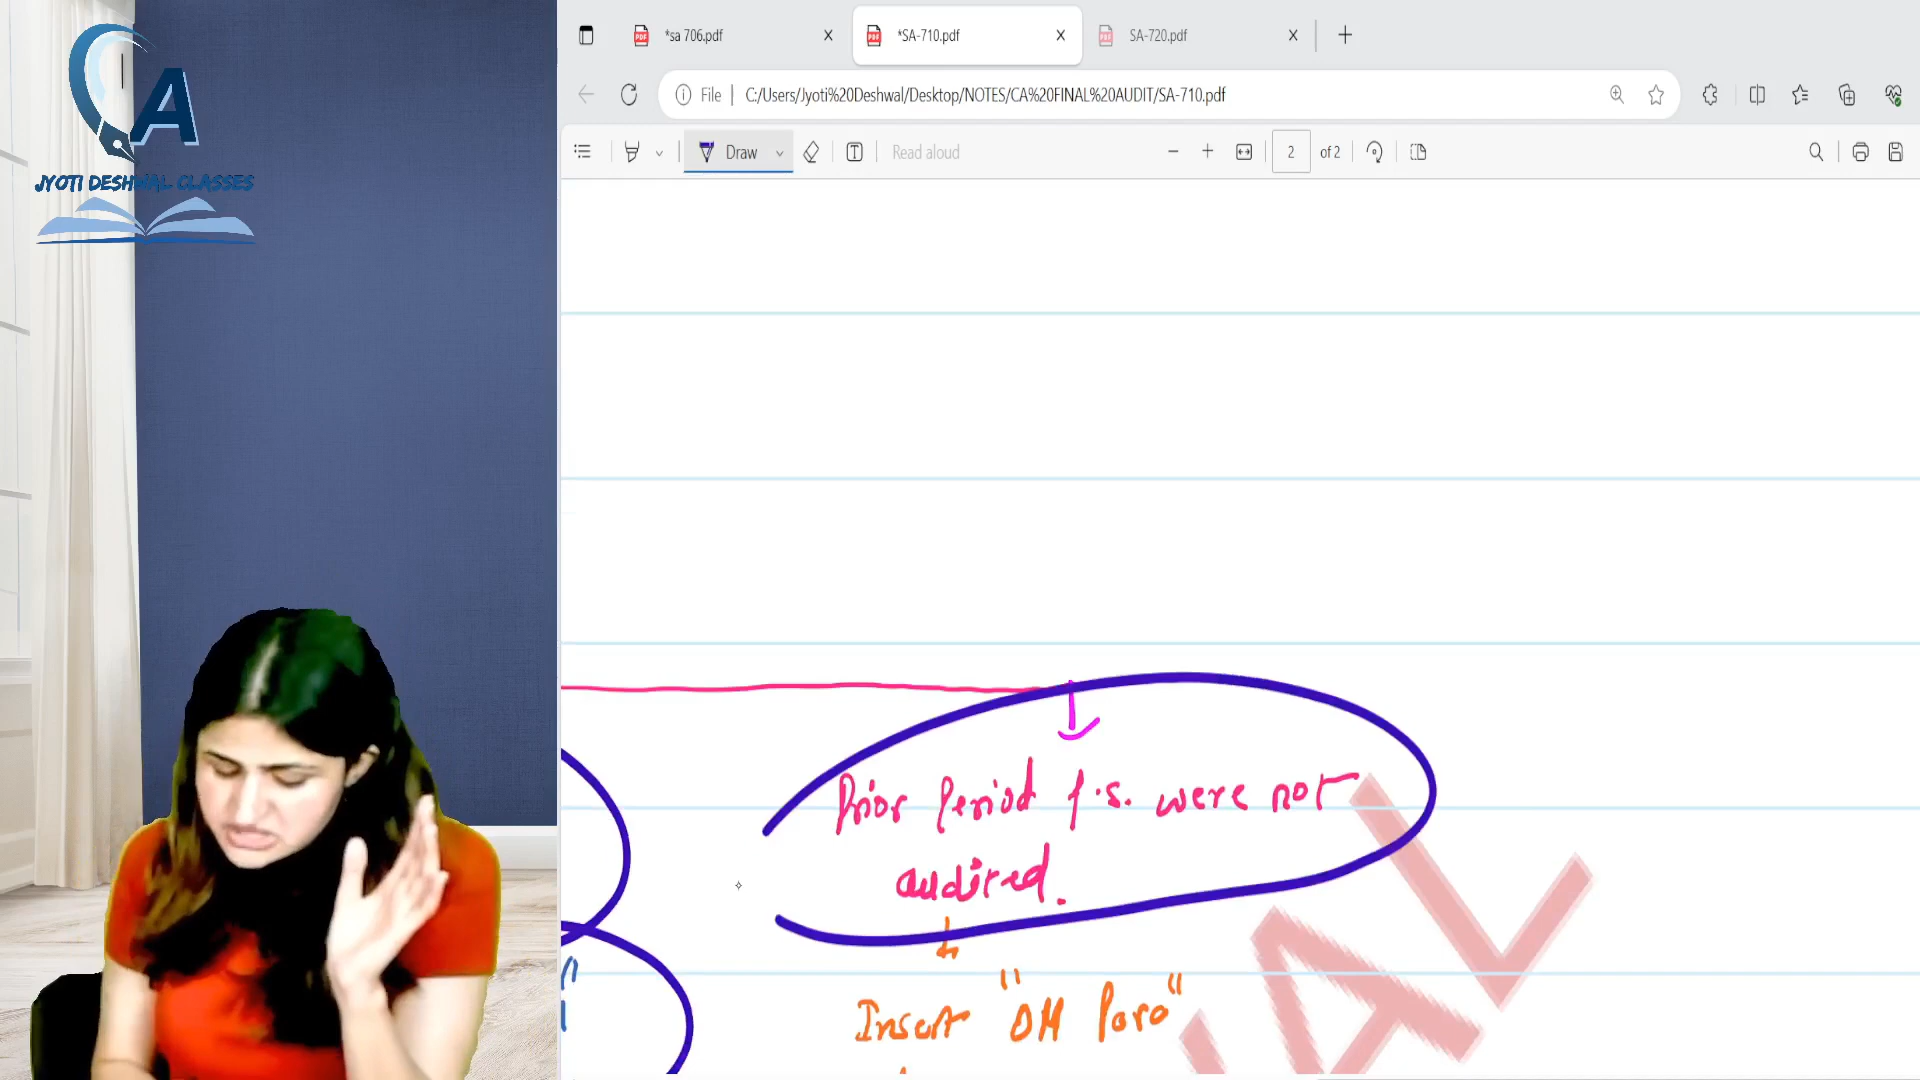 *sa 706.pdf
*SA-710.pdf
SA-720.pdf
File
C:/Users/Jyoti%20Deshwal/Desktop/NOTES/CA%20FINAL%20AUDIT/SA-710.pdf
Draw
Read aloud
2
of 2
A
JYOTI DESHWAL CLASSES
Prior Period f.s. were not
audited.
Insert "OM Para"
AL